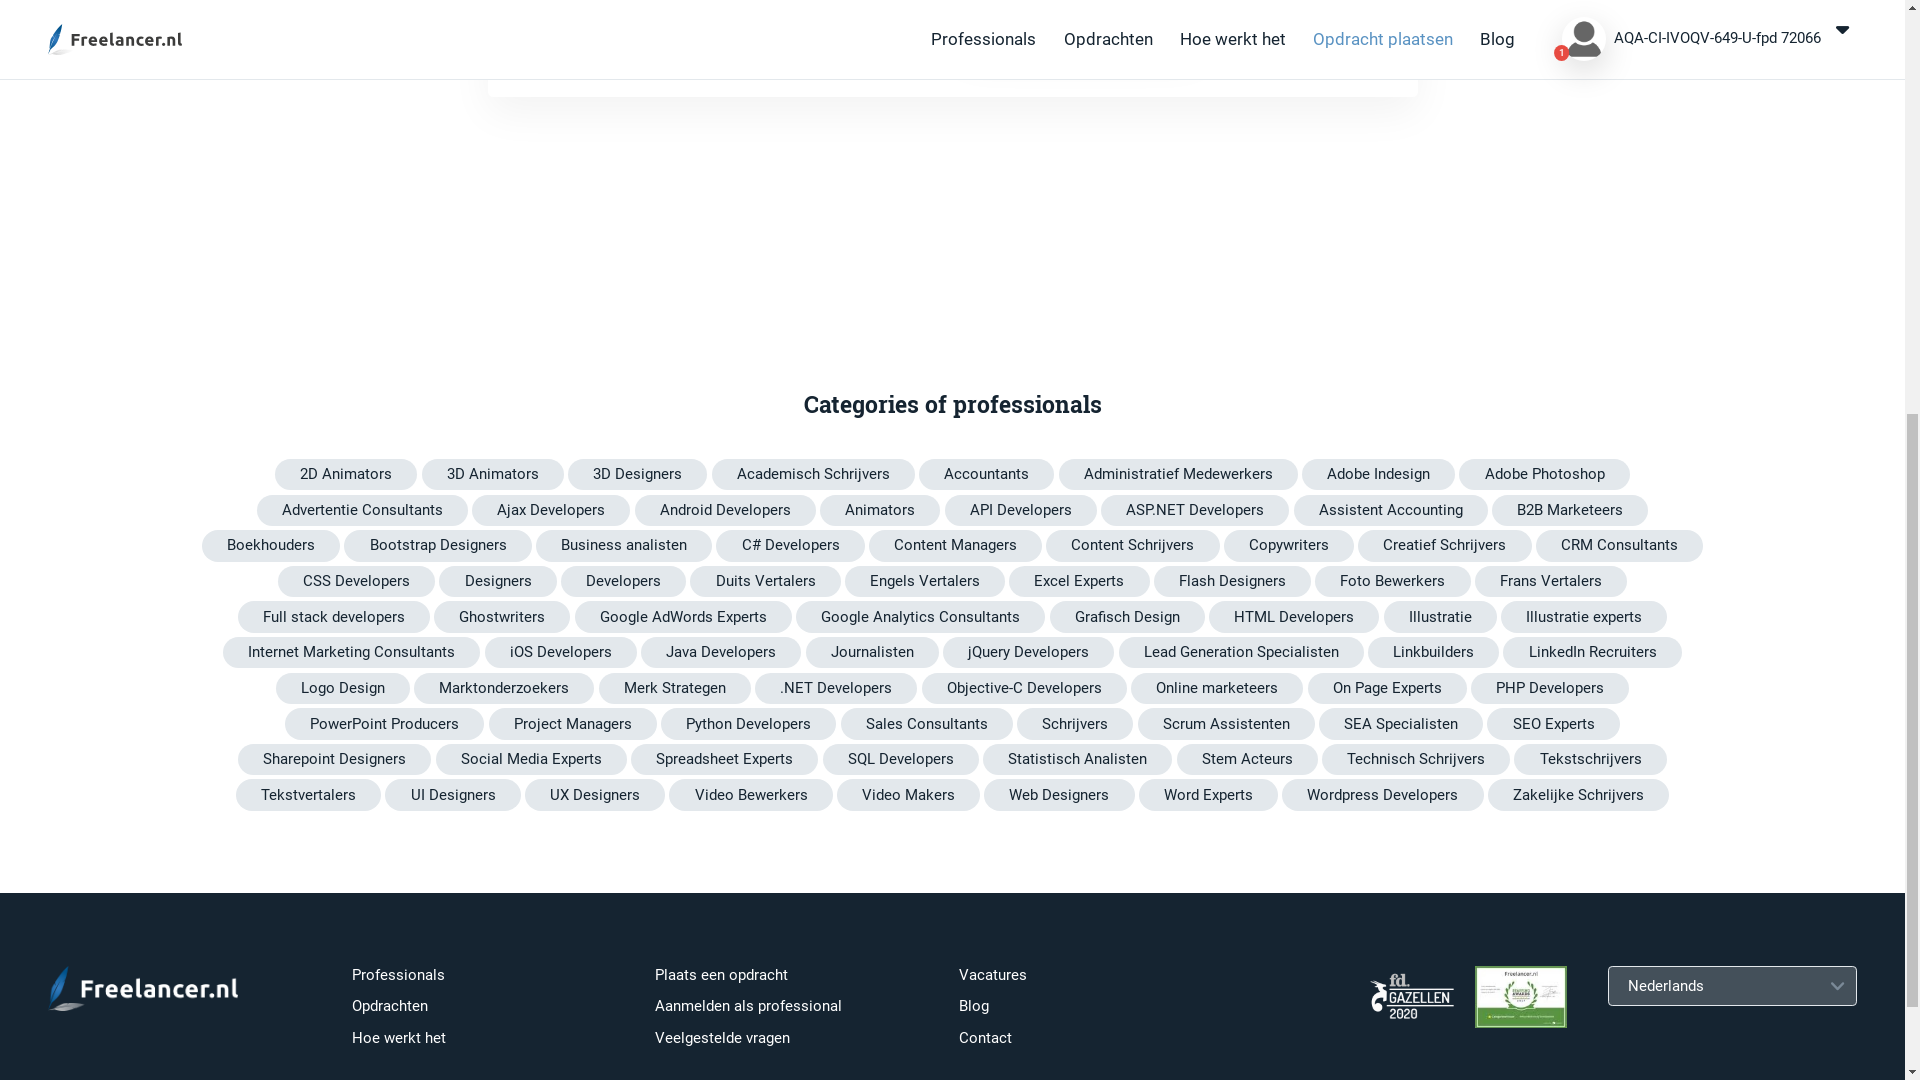 Freelancer.nl
Professionals Opdrachten Hoe werkt het Opdracht plaatsen Blog 1 AQA-CI-IVOQV-649-U-fpd 72066
Categories of professionals
2D Animators 3D Animators 3D Designers Academisch Schrijvers Accountants Administratief Medewerkers Adobe Indesign Adobe Photoshop
Advertentie Consultants Ajax Developers Android Developers Animators API Developers ASP.NET Developers Assistent Accounting B2B Marketeers
Boekhouders Bootstrap Designers Business analisten C# Developers Content Managers Content Schrijvers Copywriters Creatief Schrijvers CRM Consultants
CSS Developers Designers Developers Duits Vertalers Engels Vertalers Excel Experts Flash Designers Foto Bewerkers Frans Vertalers
Full stack developers Ghostwriters Google AdWords Experts Google Analytics Consultants Grafisch Design HTML Developers Illustratie Illustratie experts
Internet Marketing Consultants iOS Developers Java Developers Journalisten jQuery Developers Lead Generation Specialisten Linkbuilders LinkedIn Recruiters
Logo Design Marktonderzoekers Merk Strategen .NET Developers Objective-C Developers Online marketeers On Page Experts PHP Developers
PowerPoint Producers Project Managers Python Developers Sales Consultants Schrijvers Scrum Assistenten SEA Specialisten SEO Experts
Sharepoint Designers Social Media Experts Spreadsheet Experts SQL Developers Statistisch Analisten Stem Acteurs Technisch Schrijvers Tekstschrijvers
Tekstvertalers UI Designers UX Designers Video Bewerkers Video Makers Web Designers Word Experts Wordpress Developers Zakelijke Schrijvers
Freelancer.nl
Professionals
Opdrachten
Hoe werkt het
Plaats een opdracht
Aanmelden als professional
Veelgestelde vragen
Vacatures
Blog
Contact
fd.
GAZELLEN
2020
Freelancer.nl
Nederlands